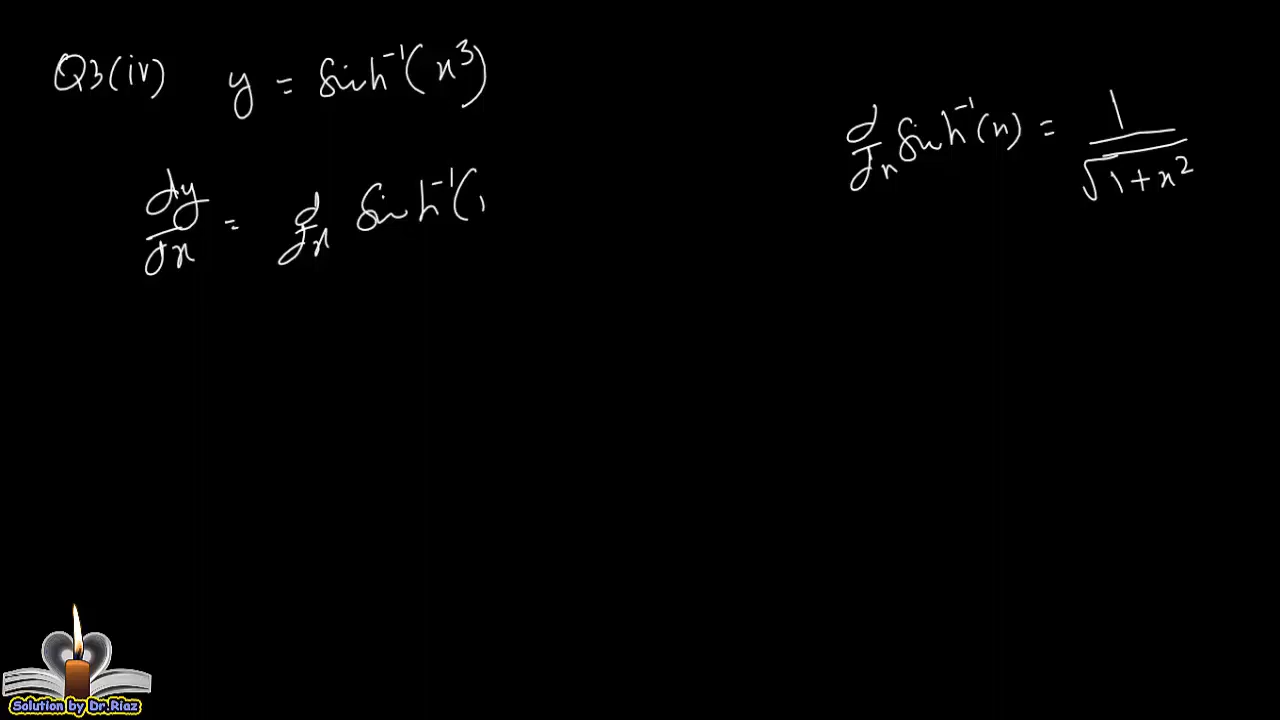 Q3(iv) y = Sinh⁻¹(x³)
d/dx Sinh⁻¹(x) = 1/√(1+x²)
dy/dx = d/dx Sinh⁻¹(
Solution by Dr.Riaz